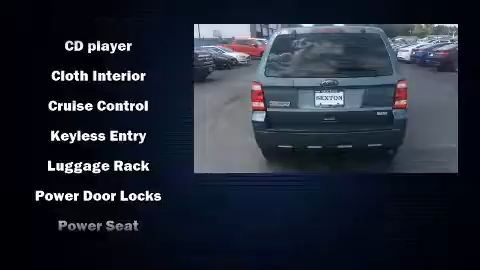 CD player
Cloth Interior
Cruise Control
Keyless Entry
Luggage Rack
Power Door Locks
Power Seat
SEXTON